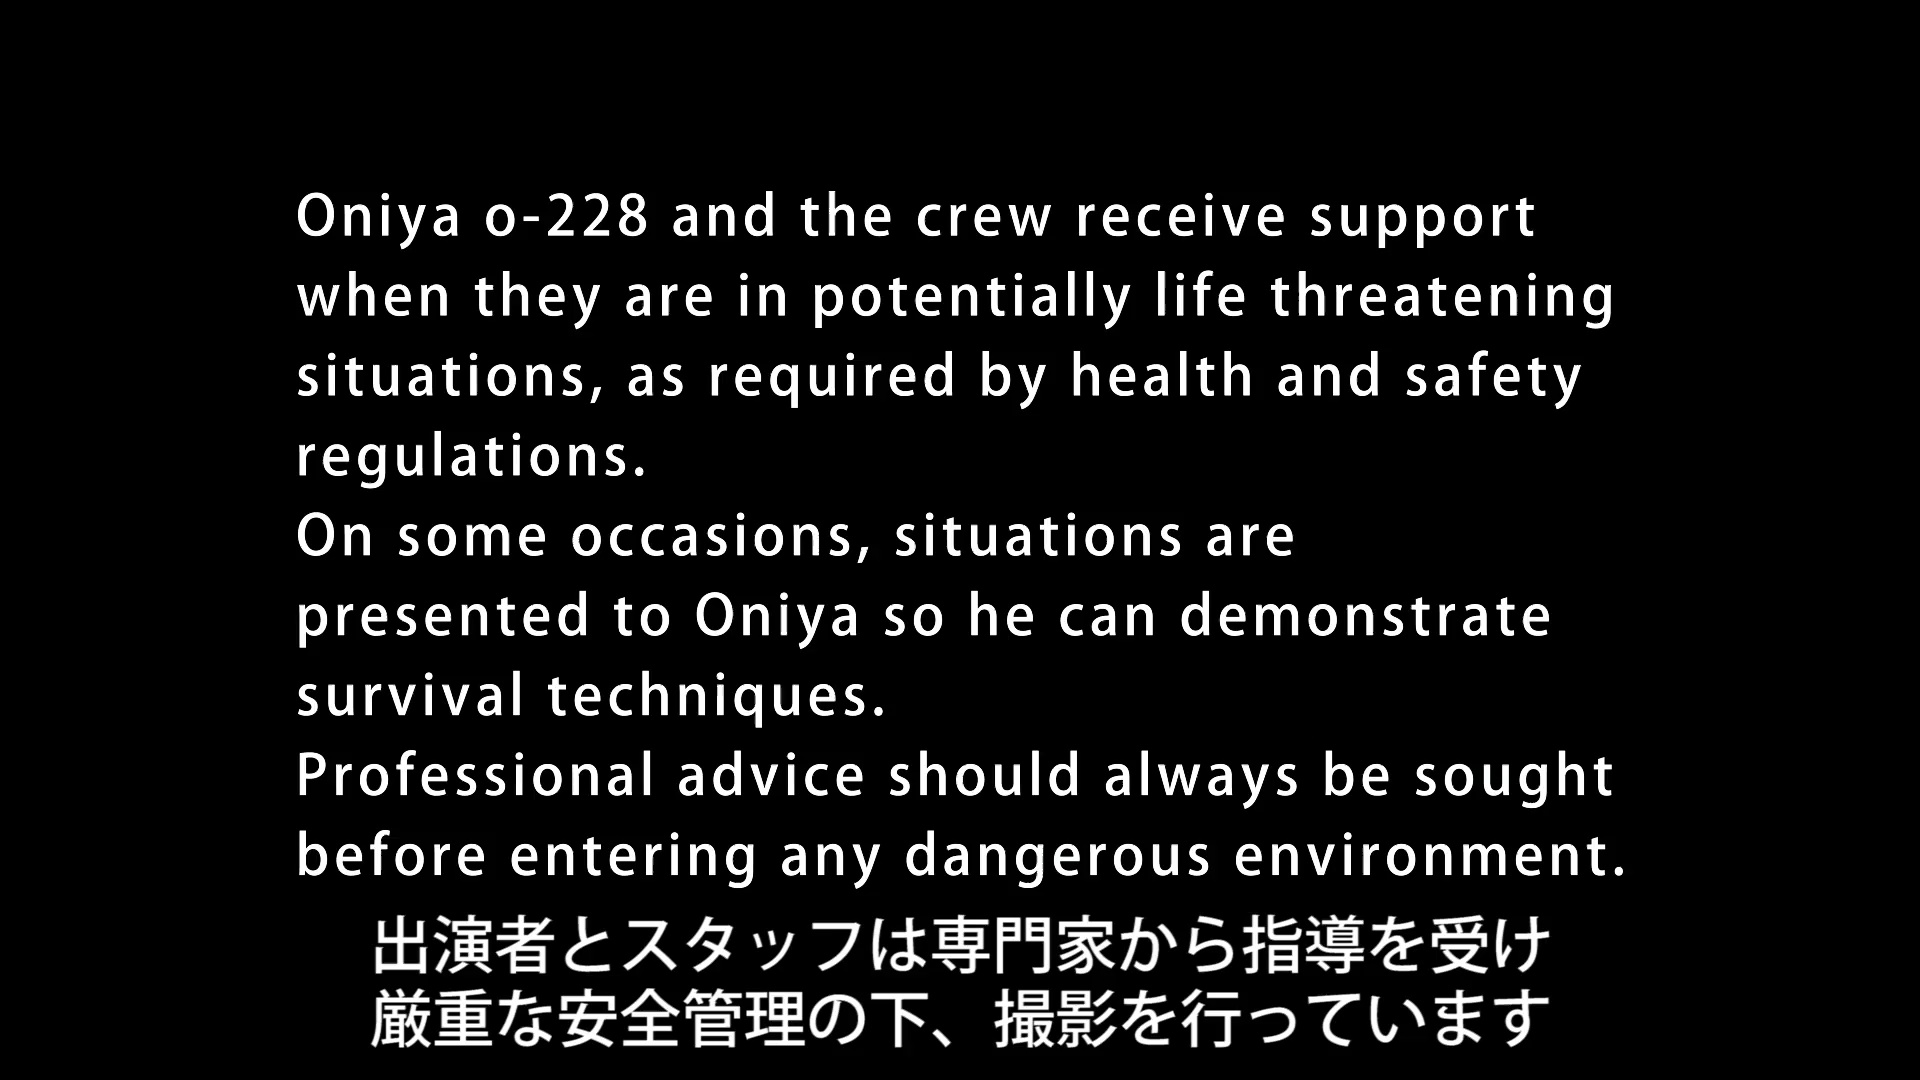 Oniya o-228 and the crew receive support
when they are in potentially life threatening
situations, as required by health and safety
regulations.
On some occasions, situations are
presented to Oniya so he can demonstrate
survival techniques.
Professional advice should always be sought
before entering any dangerous environment.
出演者とスタッフは専門家から指導を受け
厳重な安全管理の下、撮影を行っています